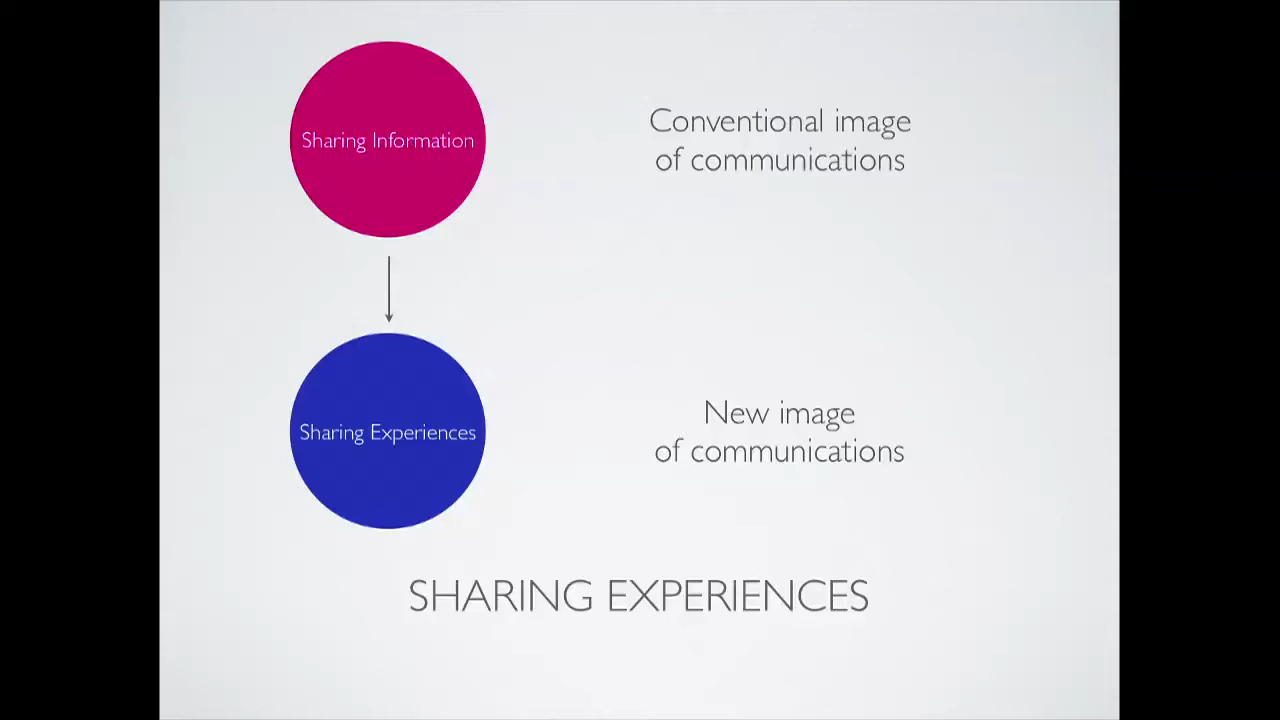 Sharing Information
Conventional image
of communications
Sharing Experiences
New image
of communications
SHARING EXPERIENCES